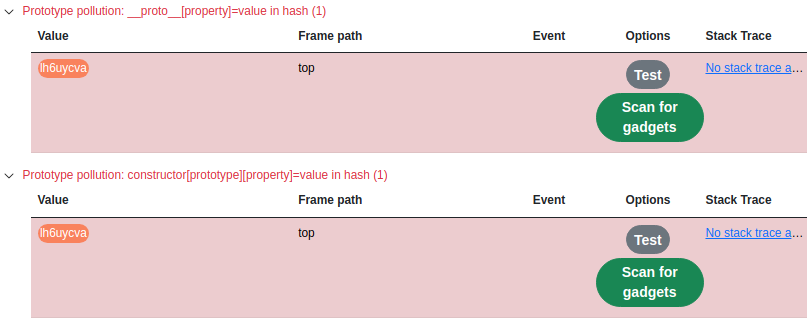 Prototype pollution: __proto__[property]=value in hash (1)
Value Frame path Event Options Stack Trace
lh6uycva top Test No stack trace a...
Scan for
gadgets
Prototype pollution: constructor[prototype][property]=value in hash (1)
Value Frame path Event Options Stack Trace
lh6uycva top Test No stack trace a...
Scan for
gadgets